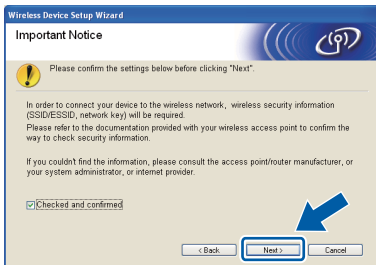 Wireless Device Setup Wizard
Important Notice
Please confirm the settings below before clicking "Next".
In order to connect your device to the wireless network, wireless security information
(SSID/ESSID, network key) will be required.
Please refer to the documentation provided with your wireless access point to confirm the
way to check security information.
If you couldn't find the information, please consult the access point/router manufacturer, or
your system administrator, or internet provider.
Checked and confirmed
< Back
Next >
Cancel